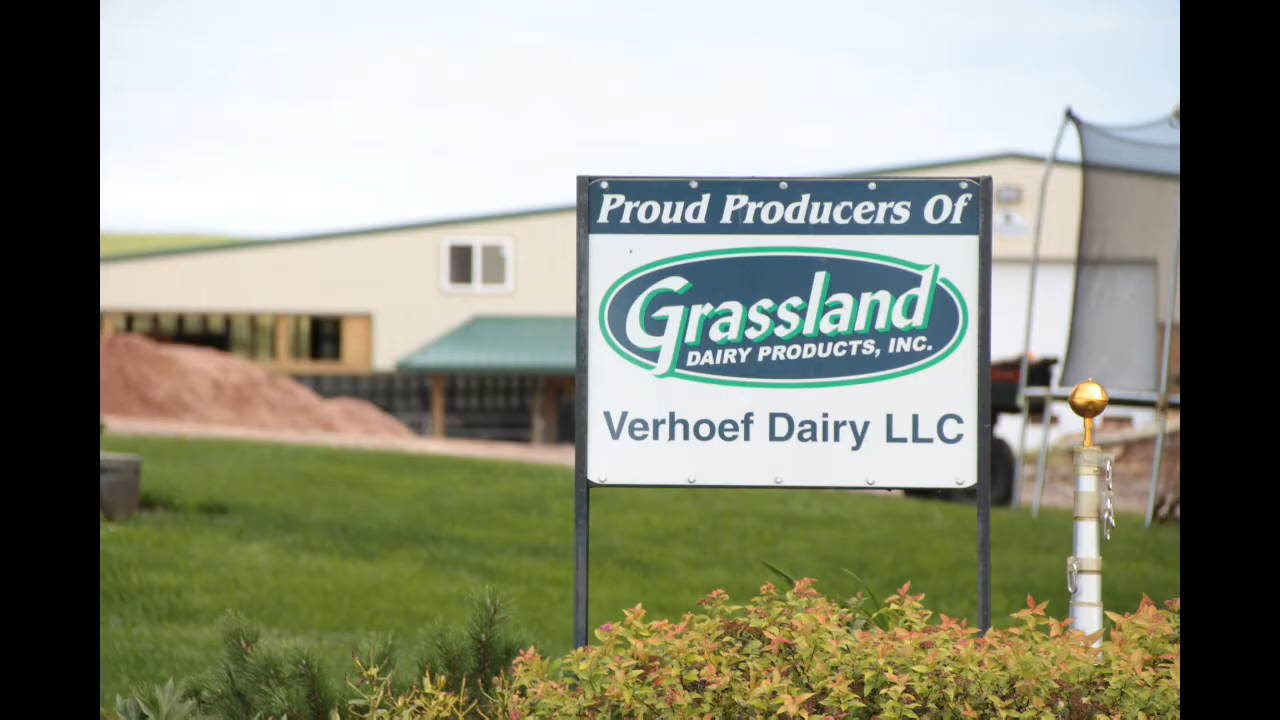 Proud Producers Of
Grassland
DAIRY PRODUCTS, INC.
Verhoef Dairy LLC